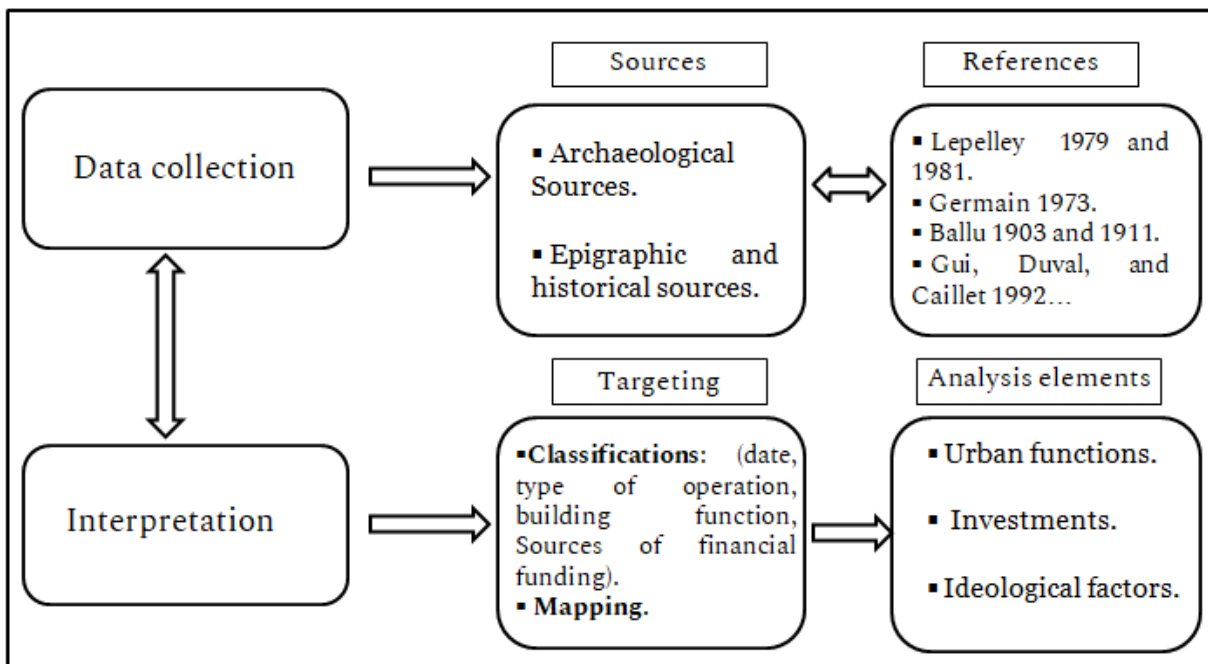 Sources
References
Data collection
▪ Archaeological
Sources.
▪ Epigraphic and
historical sources.
▪ Lepelley 1979 and
1981.
▪ Germain 1973.
▪ Ballu 1903 and 1911.
▪ Gui, Duval, and
Caillet 1992…
Targeting
Analysis elements
Interpretation
▪Classifications: (date,
type of operation,
building function,
Sources of financial
funding).
▪ Mapping.
▪ Urban functions.
▪ Investments.
▪ Ideological factors.